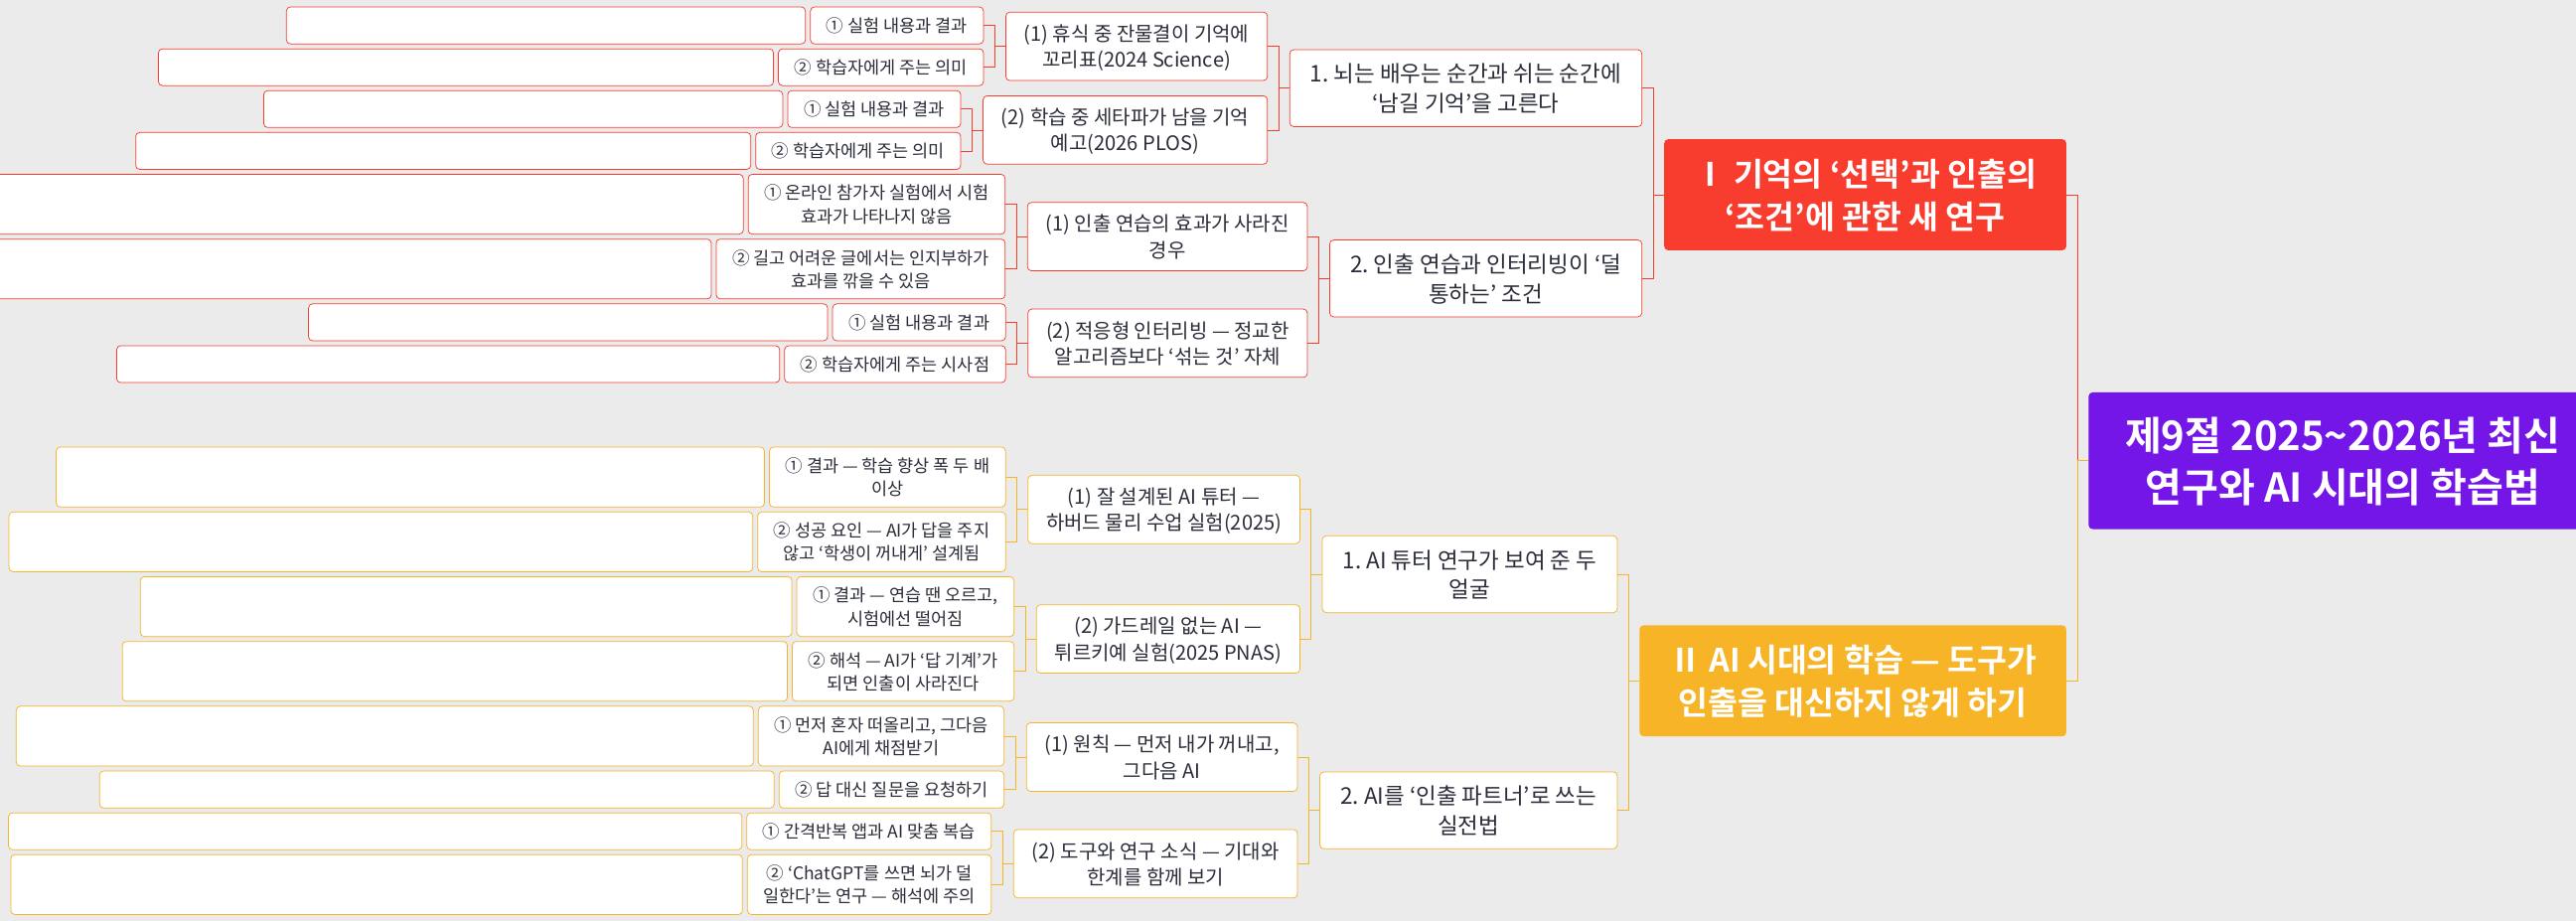 제9절 2025~2026년 최신
연구와 AI 시대의 학습법
Ⅰ 기억의 ‘선택’과 인출의
‘조건’에 관한 새 연구
1. 뇌는 배우는 순간과 쉬는 순간에
‘남길 기억’을 고른다
(1) 휴식 중 잔물결이 기억에
꼬리표(2024 Science)
① 실험 내용과 결과
② 학습자에게 주는 의미
(2) 학습 중 세타파가 남을 기억
예고(2026 PLOS)
① 실험 내용과 결과
② 학습자에게 주는 의미
2. 인출 연습과 인터리빙이 ‘덜
통하는’ 조건
(1) 인출 연습의 효과가 사라진
경우
① 온라인 참가자 실험에서 시험
효과가 나타나지 않음
② 길고 어려운 글에서는 인지부하가
효과를 깎을 수 있음
(2) 적응형 인터리빙 — 정교한
알고리즘보다 ‘섞는 것’ 자체
① 실험 내용과 결과
② 학습자에게 주는 시사점
Ⅱ AI 시대의 학습 — 도구가
인출을 대신하지 않게 하기
1. AI 튜터 연구가 보여 준 두
얼굴
(1) 잘 설계된 AI 튜터 —
하버드 물리 수업 실험(2025)
① 결과 — 학습 향상 폭 두 배
이상
② 성공 요인 — AI가 답을 주지
않고 ‘학생이 꺼내게’ 설계됨
(2) 가드레일 없는 AI —
튀르키예 실험(2025 PNAS)
① 결과 — 연습 땐 오르고,
시험에선 떨어짐
② 해석 — AI가 ‘답 기계’가
되면 인출이 사라진다
2. AI를 ‘인출 파트너’로 쓰는
실전법
(1) 원칙 — 먼저 내가 꺼내고,
그다음 AI
① 먼저 혼자 떠올리고, 그다음
AI에게 채점받기
② 답 대신 질문을 요청하기
(2) 도구와 연구 소식 — 기대와
한계를 함께 보기
① 간격반복 앱과 AI 맞춤 복습
② ‘ChatGPT를 쓰면 뇌가 덜
일한다’는 연구 — 해석에 주의